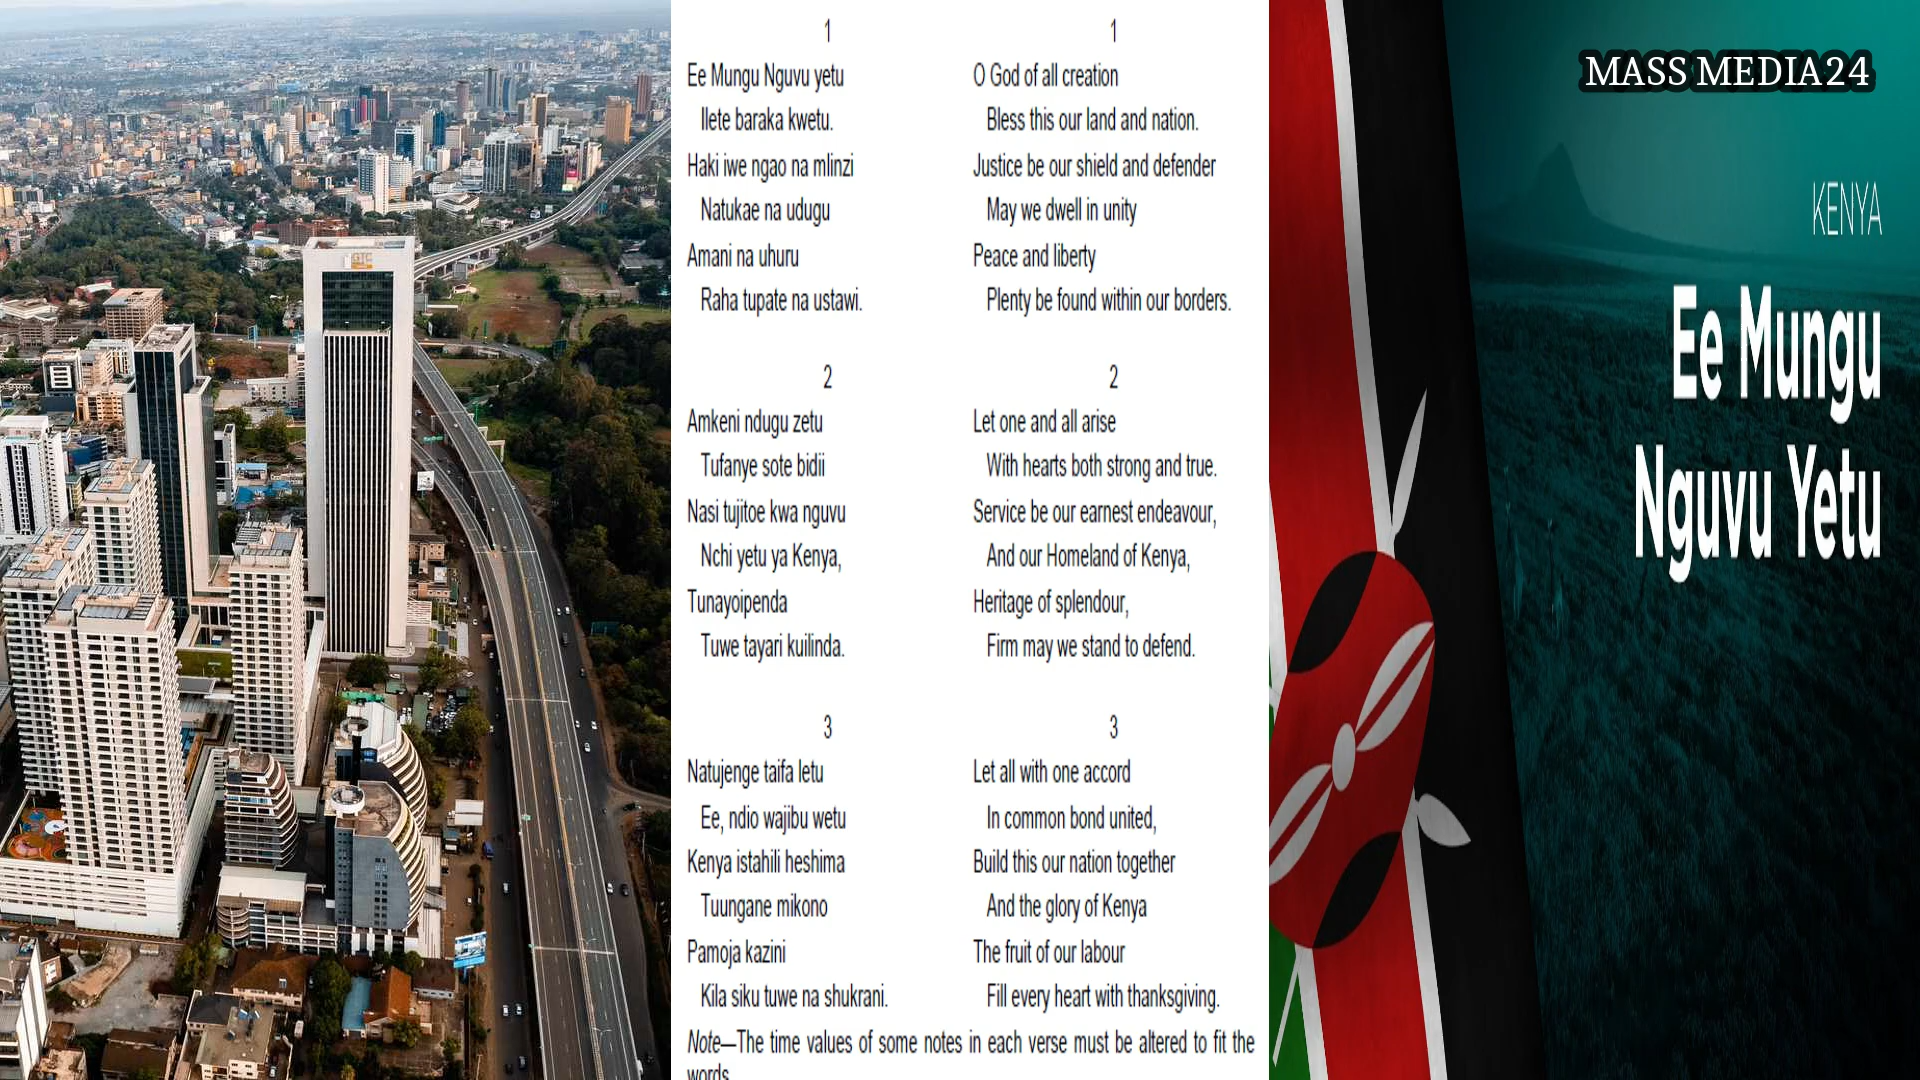 1
Ee Mungu Nguvu yetu
Ilete baraka kwetu.
Haki iwe ngao na mlinzi
Natukae na udugu
Amani na uhuru
Raha tupate na ustawi.
2
Amkeni ndugu zetu
Tufanye sote bidii
Nasi tujitoe kwa nguvu
Nchi yetu ya Kenya,
Tunayoipenda
Tuwe tayari kuilinda.
3
Natujenge taifa letu
Ee, ndio wajibu wetu
Kenya istahili heshima
Tuungane mikono
Pamoja kazini
Kila siku tuwe na shukrani.
1
O God of all creation
Bless this our land and nation.
Justice be our shield and defender
May we dwell in unity
Peace and liberty
Plenty be found within our borders.
2
Let one and all arise
With hearts both strong and true.
Service be our earnest endeavour,
And our Homeland of Kenya,
Heritage of splendour,
Firm may we stand to defend.
3
Let all with one accord
In common bond united,
Build this our nation together
And the glory of Kenya
The fruit of our labour
Fill every heart with thanksgiving.
Note—The time values of some notes in each verse must be altered to fit the
words
MASS MEDIA24
KENYA
Ee Mungu
Nguvu Yetu